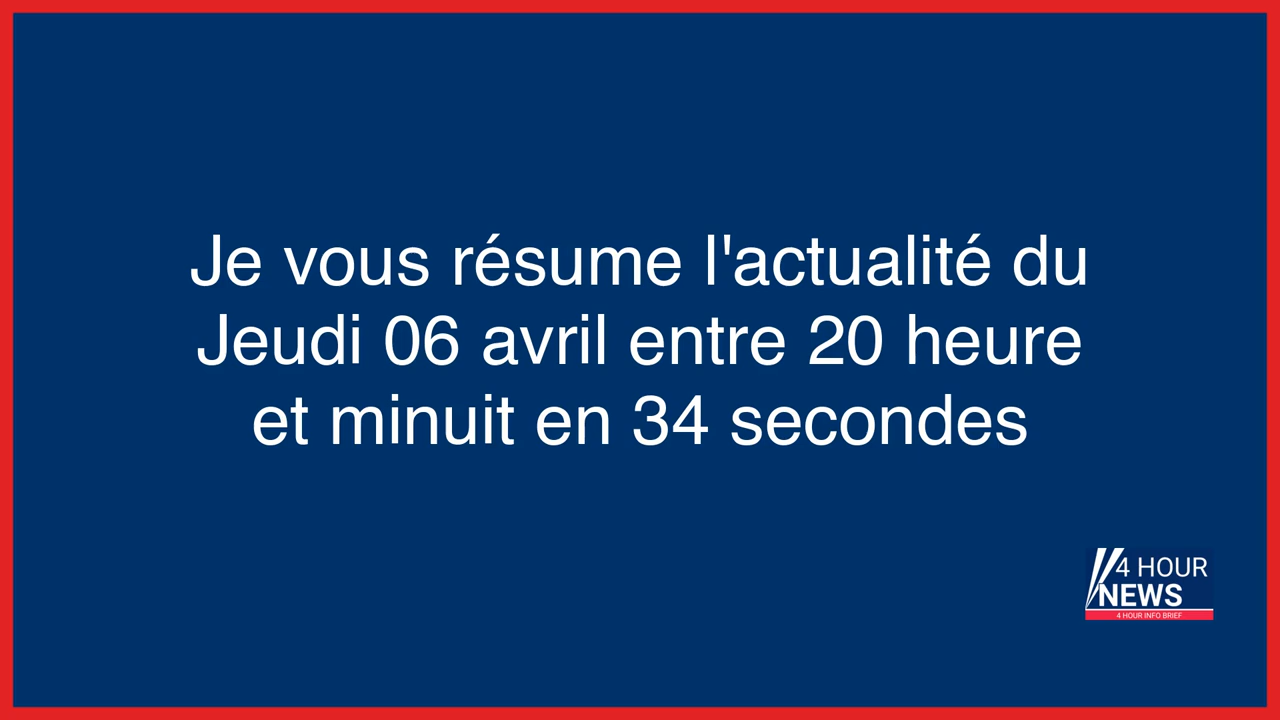 Je vous résume l'actualité du
Jeudi 06 avril entre 20 heure
et minuit en 34 secondes
4 HOUR
NEWS
4 HOUR INFO BRIEF